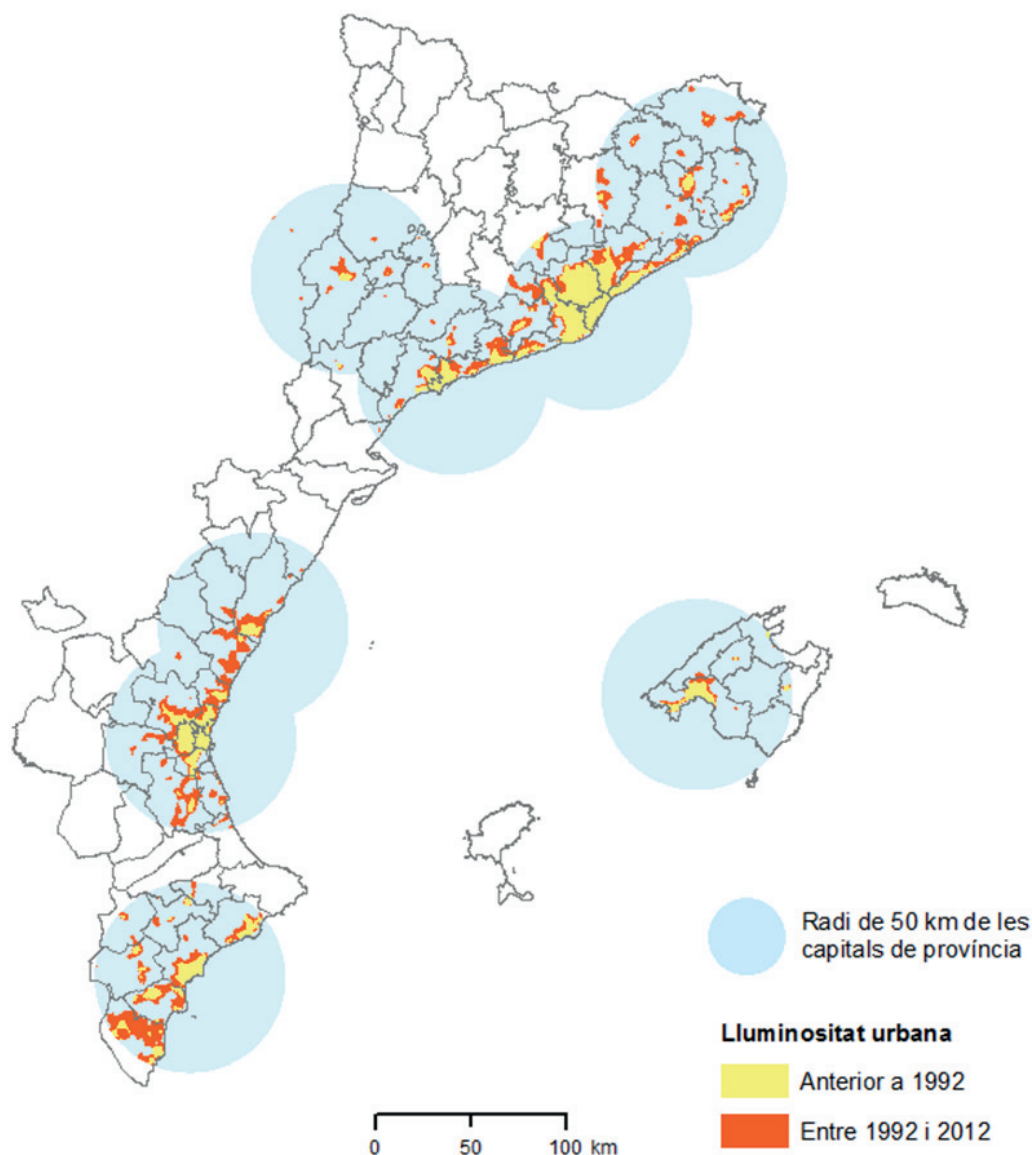 Radi de 50 km de les
capitals de província
Lluminositat urbana
Anterior a 1992
Entre 1992 i 2012
0 50 100 km